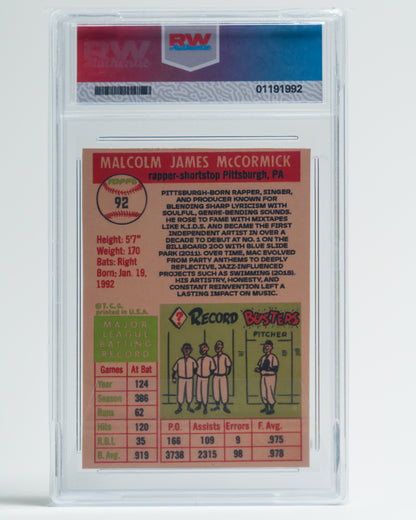 RW
Authentic
RW
Authentic
01191992
MALCOLM JAMES McCORMICK
rapper-shortstop Pittsburgh, PA
RAPPER
92
Height: 5'7"
Weight: 170
Bats: Right
Born: Jan. 19,
1992
PITTSBURGH-BORN RAPPER, SINGER,
AND PRODUCER KNOWN FOR
BLENDING SHARP LYRICISM WITH
SOULFUL, GENRE-BENDING SOUNDS.
HE ROSE TO FAME WITH MIXTAPES
LIKE K.I.D.S. AND BECAME THE FIRST
INDEPENDENT ARTIST IN OVER A
DECADE TO DEBUT AT NO. 1 ON THE
BILLBOARD 200 WITH BLUE SLIDE
PARK (2011). OVER TIME, MAC EVOLVED
FROM PARTY ANTHEMS TO DEEPLY
REFLECTIVE, JAZZ-INFLUENCED
PROJECTS SUCH AS SWIMMING (2018).
HIS ARTISTRY, HONESTY, AND
CONSTANT REINVENTION LEFT A
LASTING IMPACT ON MUSIC.
© T. C. G.
printed in U.S.A.
MAJOR
LEAGUE
BATTING
RECORD
Games At Bat
Year 124
Season 386
Runs 62
Hits 120
R.B.I. 35
B. Avg. .919
? RECORD BUSTERS
PITCHER
P.O. Assists Errors F. Avg.
166 109 9 .975
3738 2315 98 .978